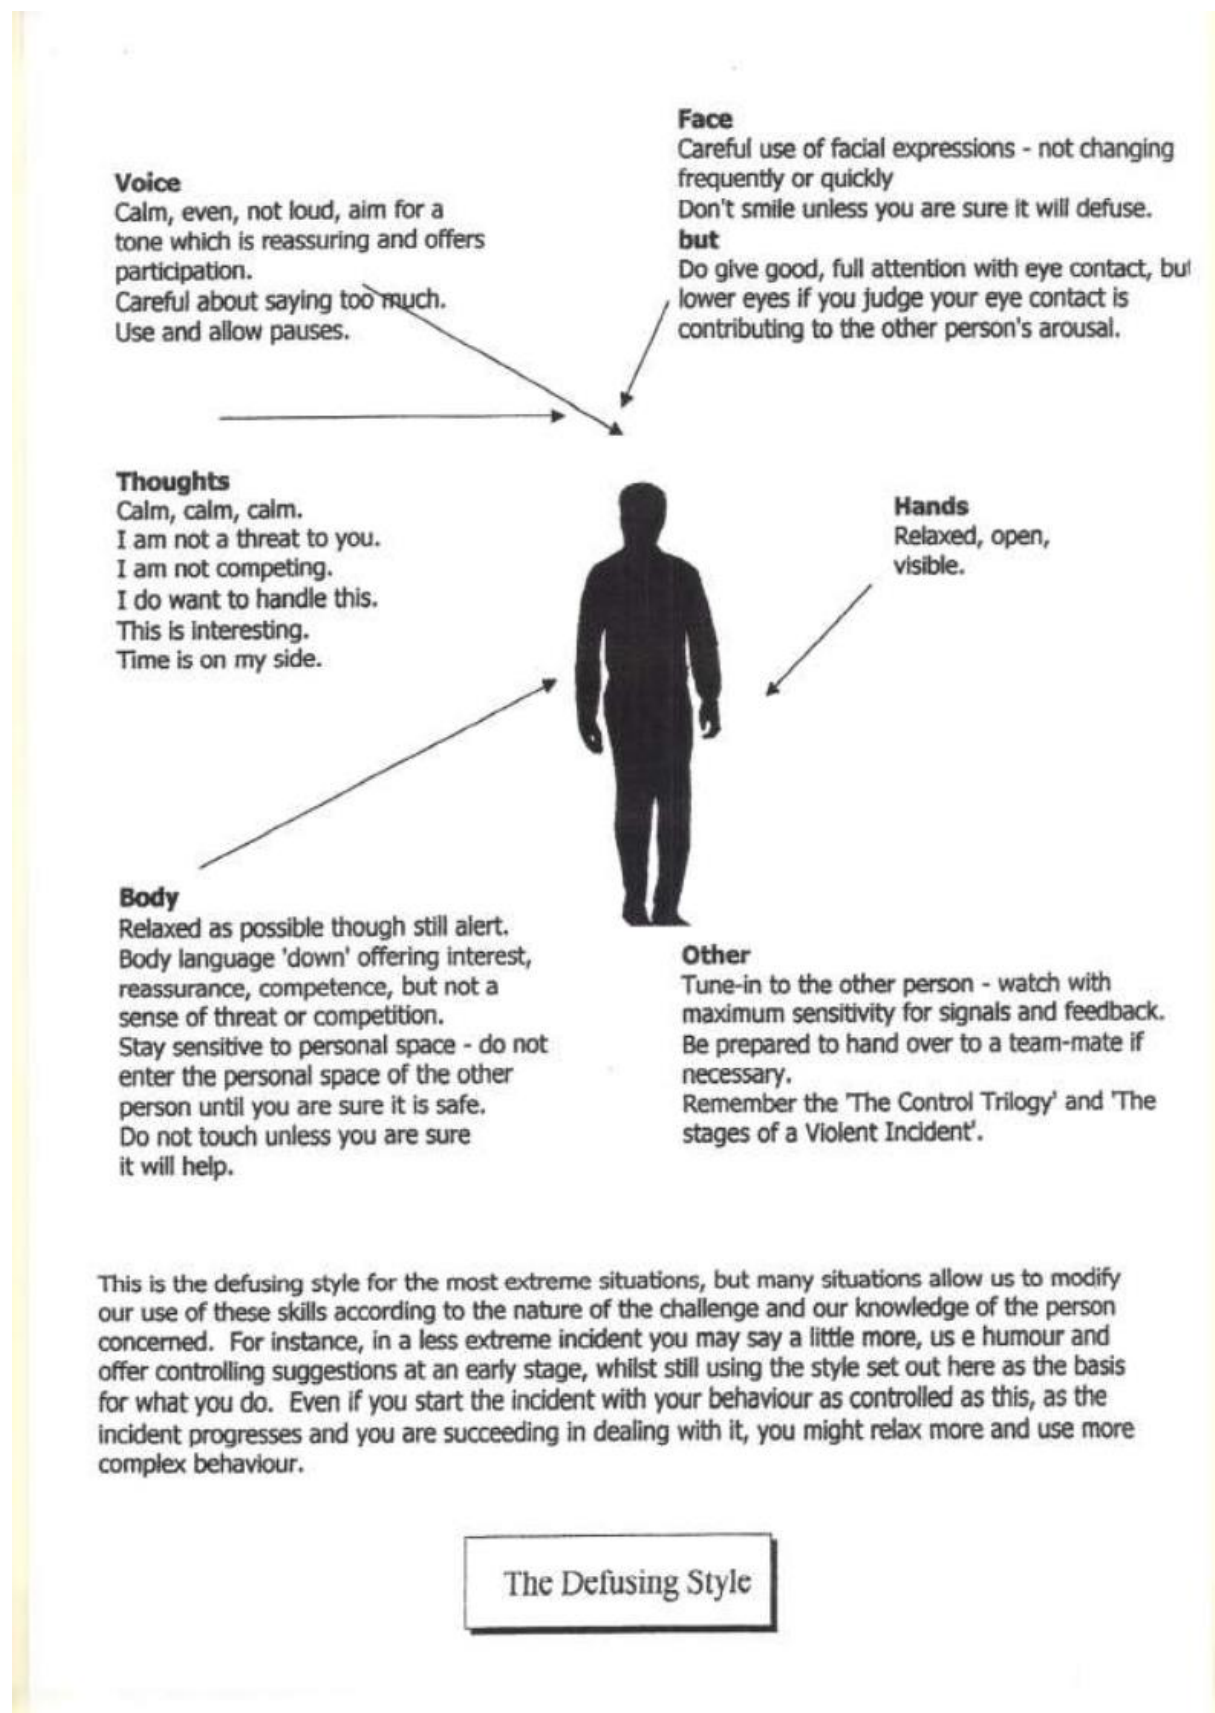 Face
Careful use of facial expressions - not changing
frequently or quickly
Don't smile unless you are sure it will defuse.
but
Do give good, full attention with eye contact, but
lower eyes if you judge your eye contact is
contributing to the other person's arousal.
Voice
Calm, even, not loud, aim for a
tone which is reassuring and offers
participation.
Careful about saying too much.
Use and allow pauses.
Thoughts
Calm, calm, calm.
I am not a threat to you.
I am not competing.
I do want to handle this.
This is interesting.
Time is on my side.
Hands
Relaxed, open,
visible.
Body
Relaxed as possible though still alert.
Body language 'down' offering interest,
reassurance, competence, but not a
sense of threat or competition.
Stay sensitive to personal space - do not
enter the personal space of the other
person until you are sure it is safe.
Do not touch unless you are sure
it will help.
Other
Tune-in to the other person - watch with
maximum sensitivity for signals and feedback.
Be prepared to hand over to a team-mate if
necessary.
Remember the 'The Control Trilogy' and 'The
stages of a Violent Incident'.
This is the defusing style for the most extreme situations, but many situations allow us to modify
our use of these skills according to the nature of the challenge and our knowledge of the person
concerned. For instance, in a less extreme incident you may say a little more, us e humour and
offer controlling suggestions at an early stage, whilst still using the style set out here as the basis
for what you do. Even if you start the incident with your behaviour as controlled as this, as the
incident progresses and you are succeeding in dealing with it, you might relax more and use more
complex behaviour.
The Defusing Style